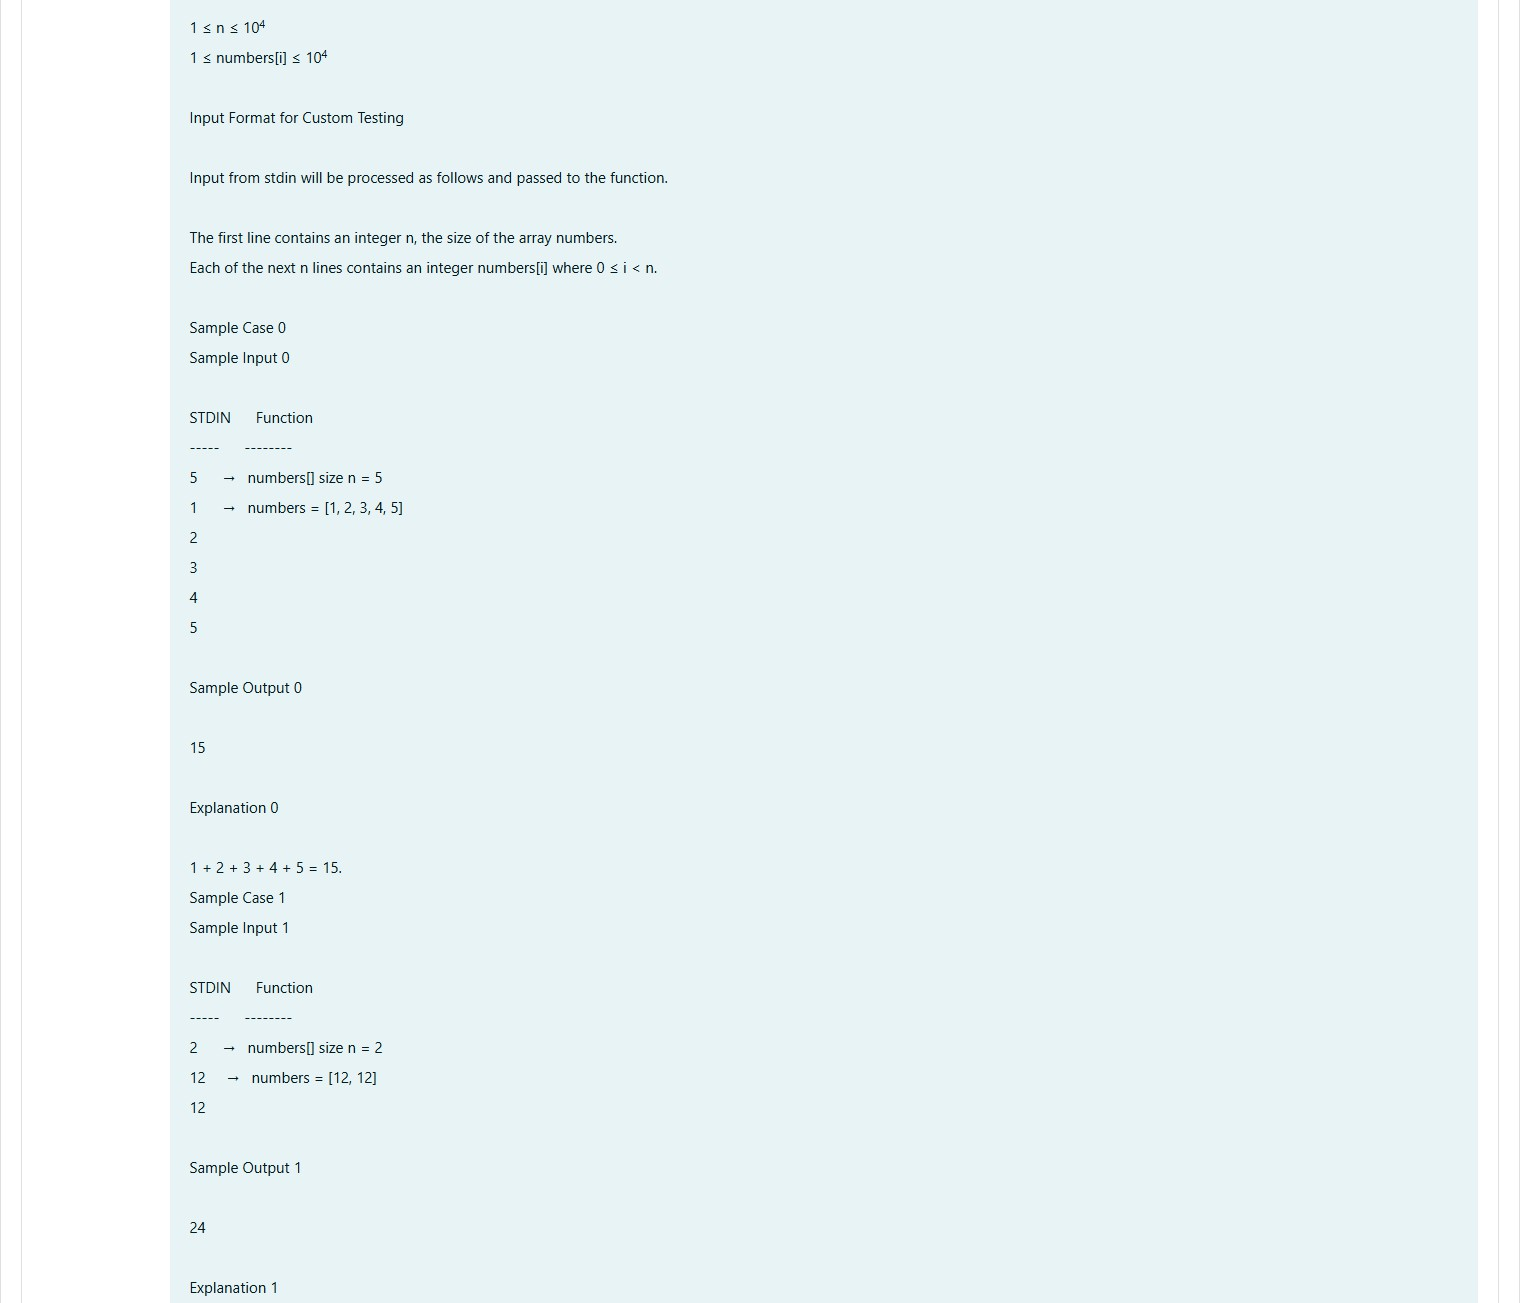 1 ≤ n ≤ 10⁴
1 ≤ numbers[i] ≤ 10⁴
Input Format for Custom Testing
Input from stdin will be processed as follows and passed to the function.
The first line contains an integer n, the size of the array numbers.
Each of the next n lines contains an integer numbers[i] where 0 ≤ i < n.
Sample Case 0
Sample Input 0
STDIN Function
----- --------
5 → numbers[] size n = 5
1 → numbers = [1, 2, 3, 4, 5]
2
3
4
5
Sample Output 0
15
Explanation 0
1 + 2 + 3 + 4 + 5 = 15.
Sample Case 1
Sample Input 1
STDIN Function
----- --------
2 → numbers[] size n = 2
12 → numbers = [12, 12]
12
Sample Output 1
24
Explanation 1